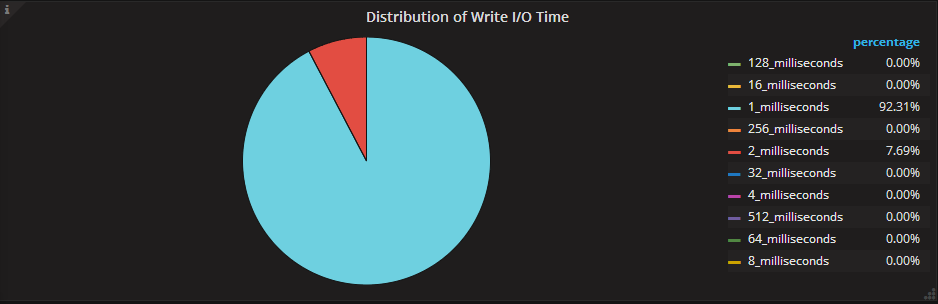 i
Distribution of Write I/O Time
percentage
128_milliseconds 0.00%
16_milliseconds 0.00%
1_milliseconds 92.31%
256_milliseconds 0.00%
2_milliseconds 7.69%
32_milliseconds 0.00%
4_milliseconds 0.00%
512_milliseconds 0.00%
64_milliseconds 0.00%
8_milliseconds 0.00%